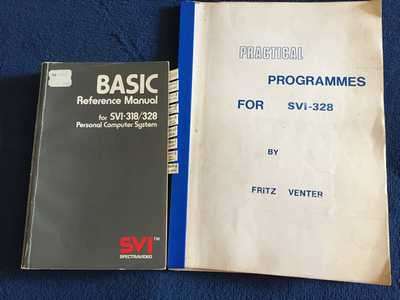 BASIC
Reference Manual
for SVI-318/328
Personal Computer System
SVI™
SPECTRAVIDEO
PRACTICAL
PROGRAMMES
FOR SVi-328
BY
FRITZ VENTER